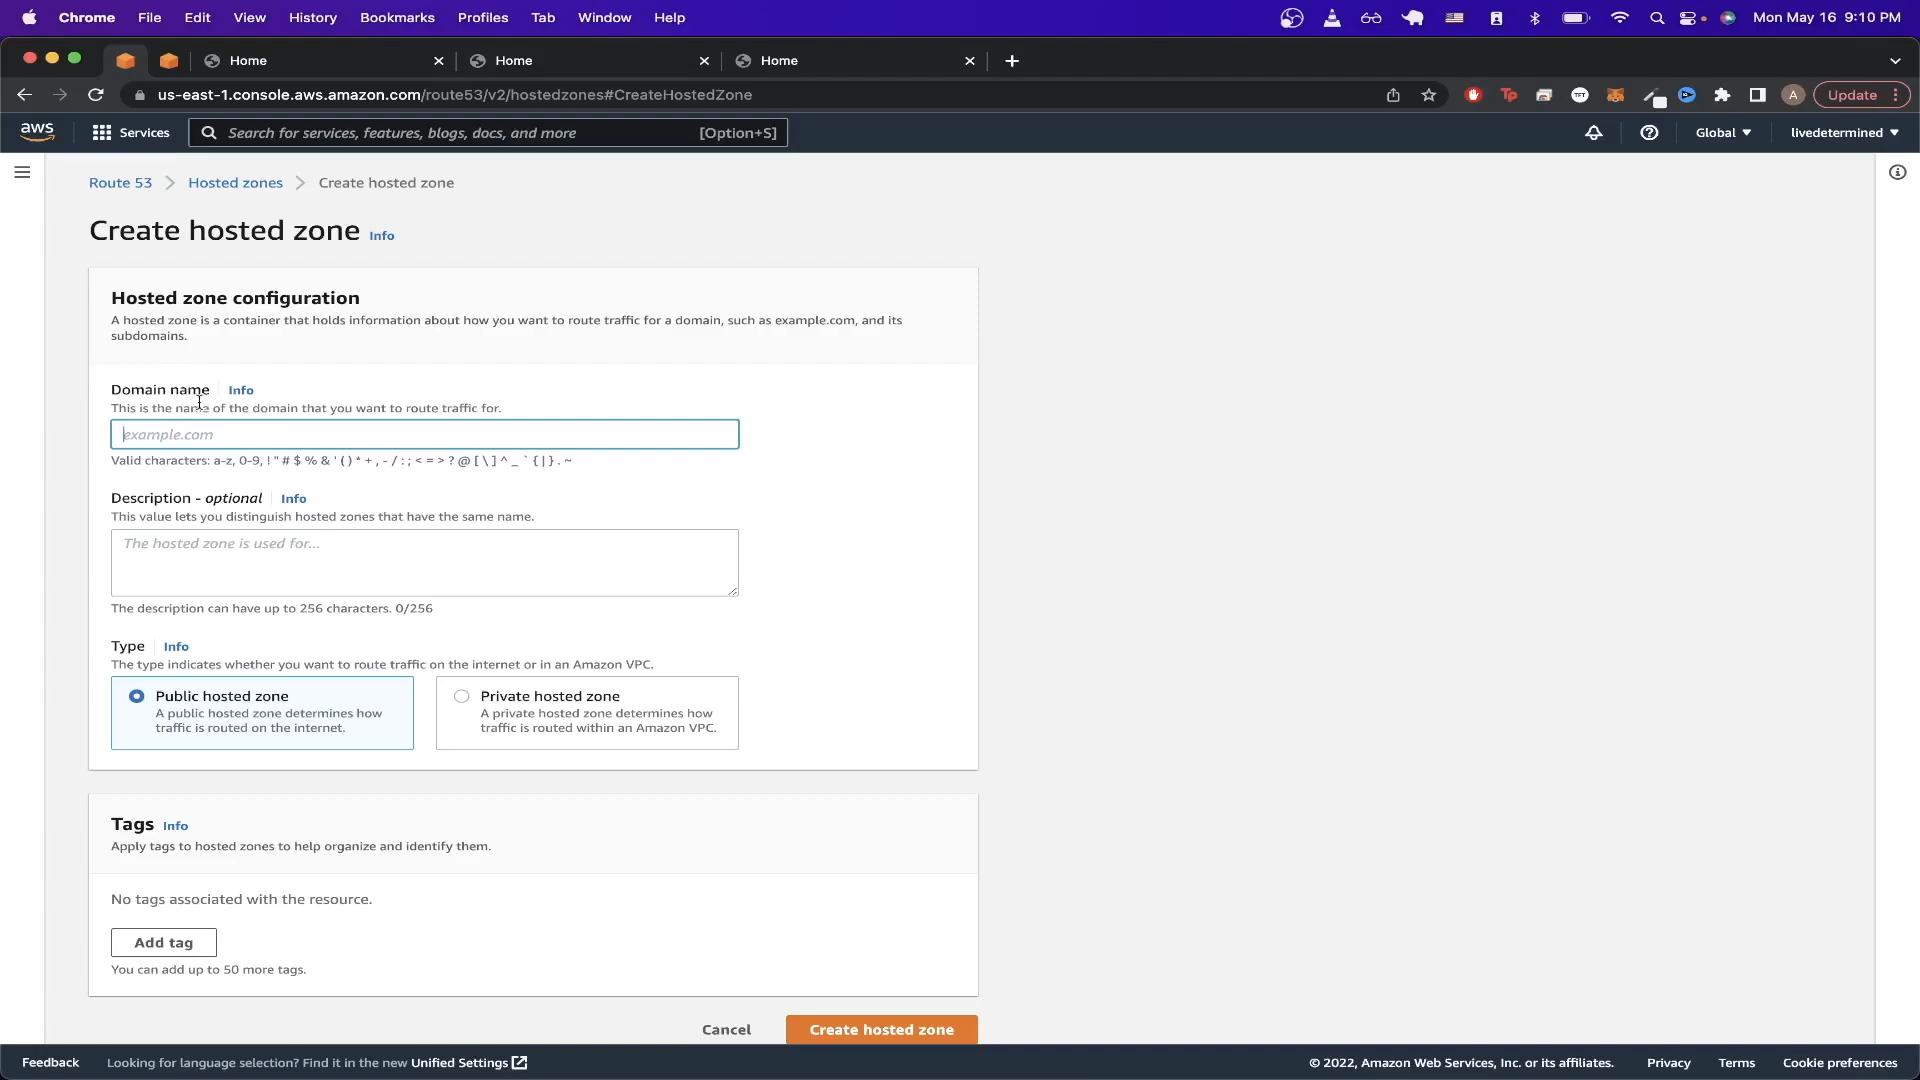 Chrome File Edit View History Bookmarks Profiles Tab Window Help Mon May 16 9:10 PM
Home Home Home
us-east-1.console.aws.amazon.com/route53/v2/hostedzones#CreateHostedZone A Update
aws Services Search for services, features, blogs, docs, and more [Option+S] Global livedetermined
Route 53 Hosted zones Create hosted zone
Create hosted zone Info
Hosted zone configuration
A hosted zone is a container that holds information about how you want to route traffic for a domain, such as example.com, and its
subdomains.
Domain name Info
This is the name of the domain that you want to route traffic for.
example.com
Valid characters: a-z, 0-9, ! " # $ % & ' ( ) * + , - / : ; < = > ? @ [ \ ] ^ _ ` { | } . ~
Description - optional Info
This value lets you distinguish hosted zones that have the same name.
The hosted zone is used for...
The description can have up to 256 characters. 0/256
Type Info
The type indicates whether you want to route traffic on the internet or in an Amazon VPC.
Public hosted zone Private hosted zone
A public hosted zone determines how A private hosted zone determines how
traffic is routed on the internet. traffic is routed within an Amazon VPC.
Tags Info
Apply tags to hosted zones to help organize and identify them.
No tags associated with the resource.
Add tag
You can add up to 50 more tags.
Cancel Create hosted zone
Feedback Looking for language selection? Find it in the new Unified Settings © 2022, Amazon Web Services, Inc. or its affiliates. Privacy Terms Cookie preferences